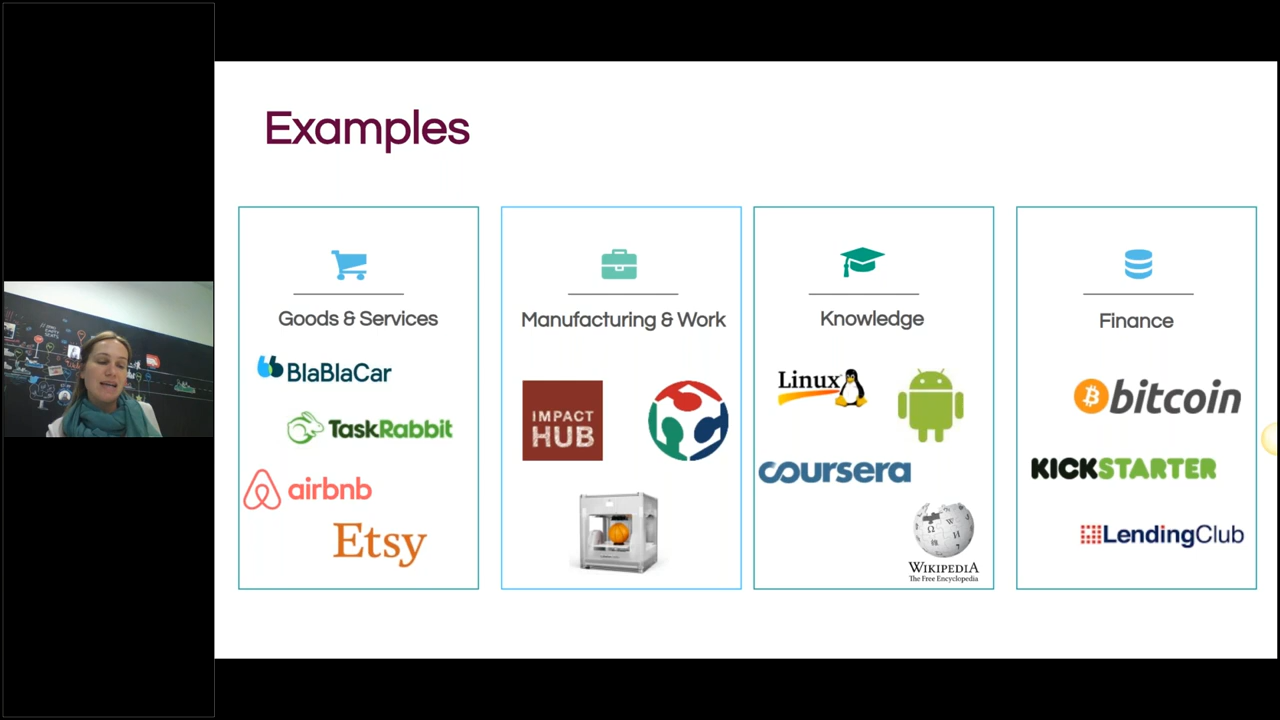 Examples
Goods & Services
BlaBlaCar
TaskRabbit
airbnb
Etsy
Manufacturing & Work
IMPACT
HUB
Knowledge
Linux
coursera
WIKIPEDIA
The Free Encyclopedia
Finance
bitcoin
KICKSTARTER
LendingClub